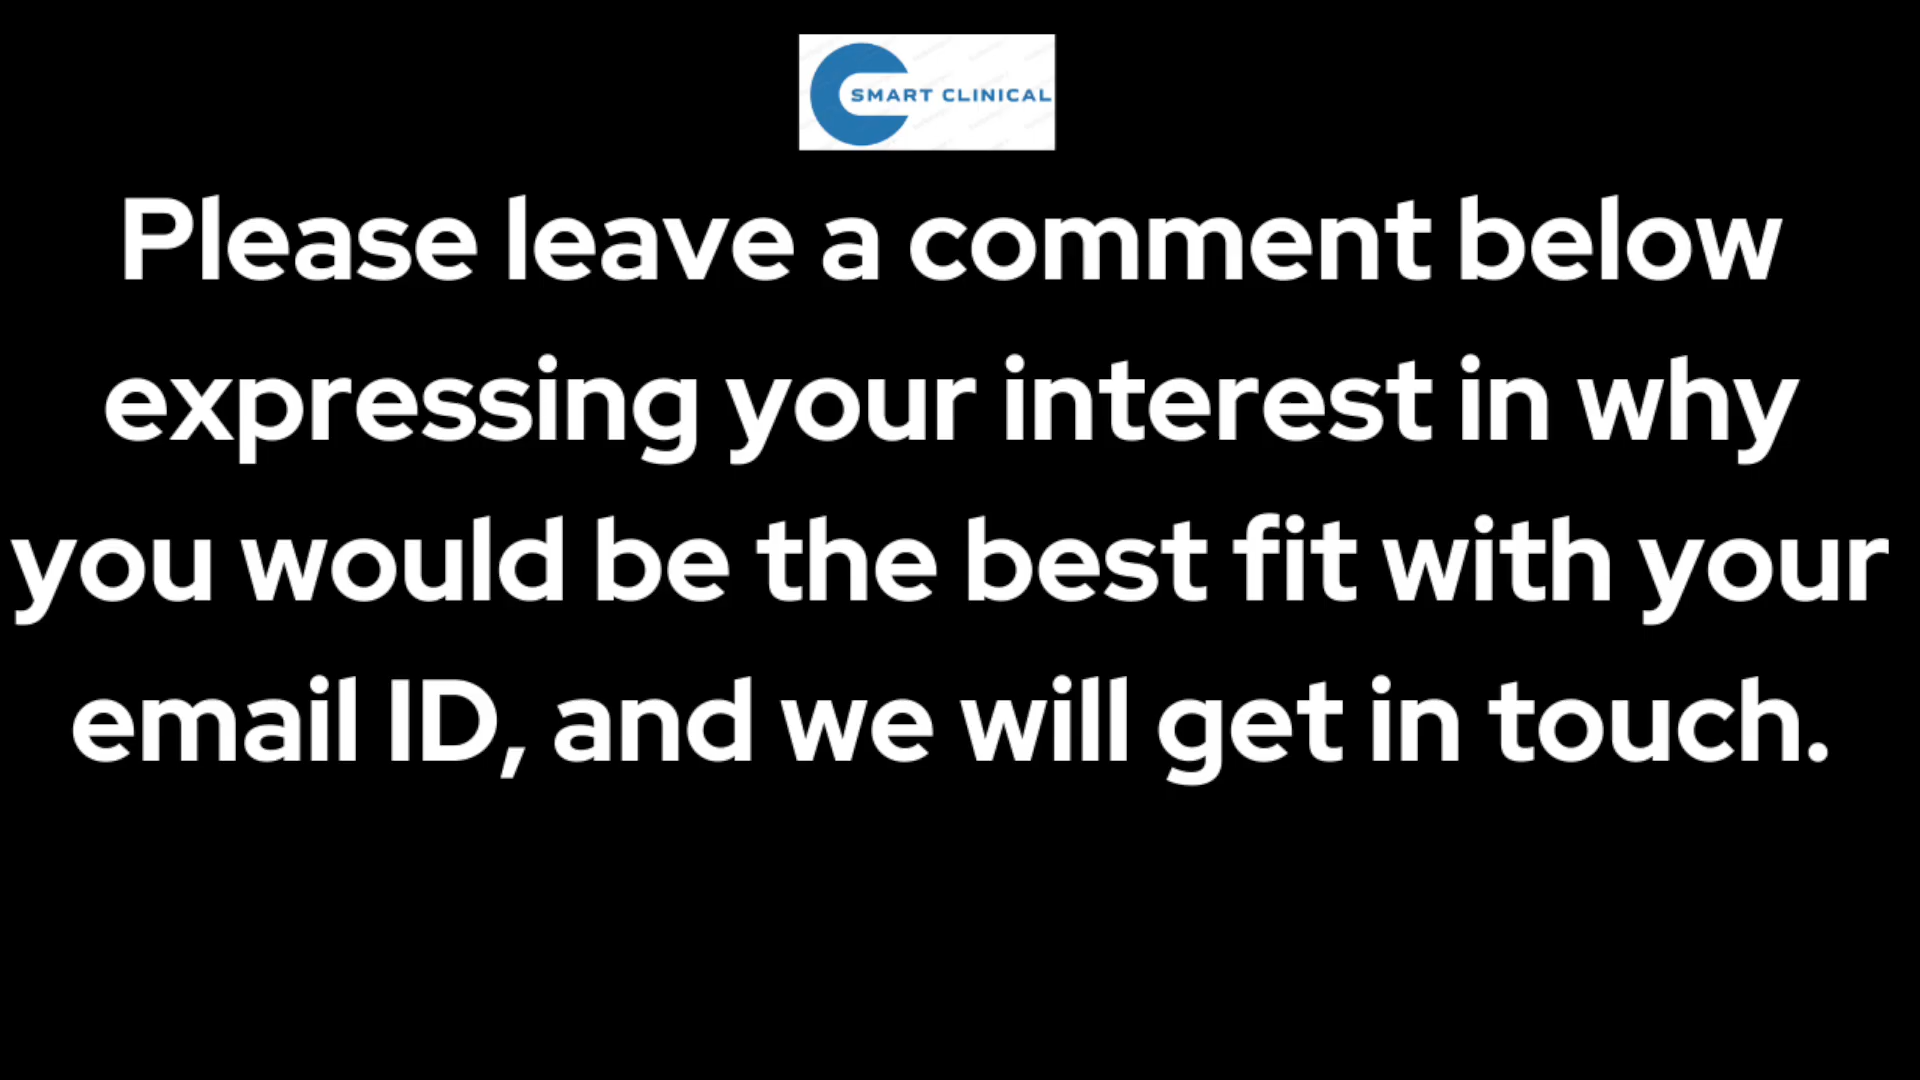 SMART CLINICAL
Please leave a comment below
expressing your interest in why
you would be the best fit with your
email ID, and we will get in touch.